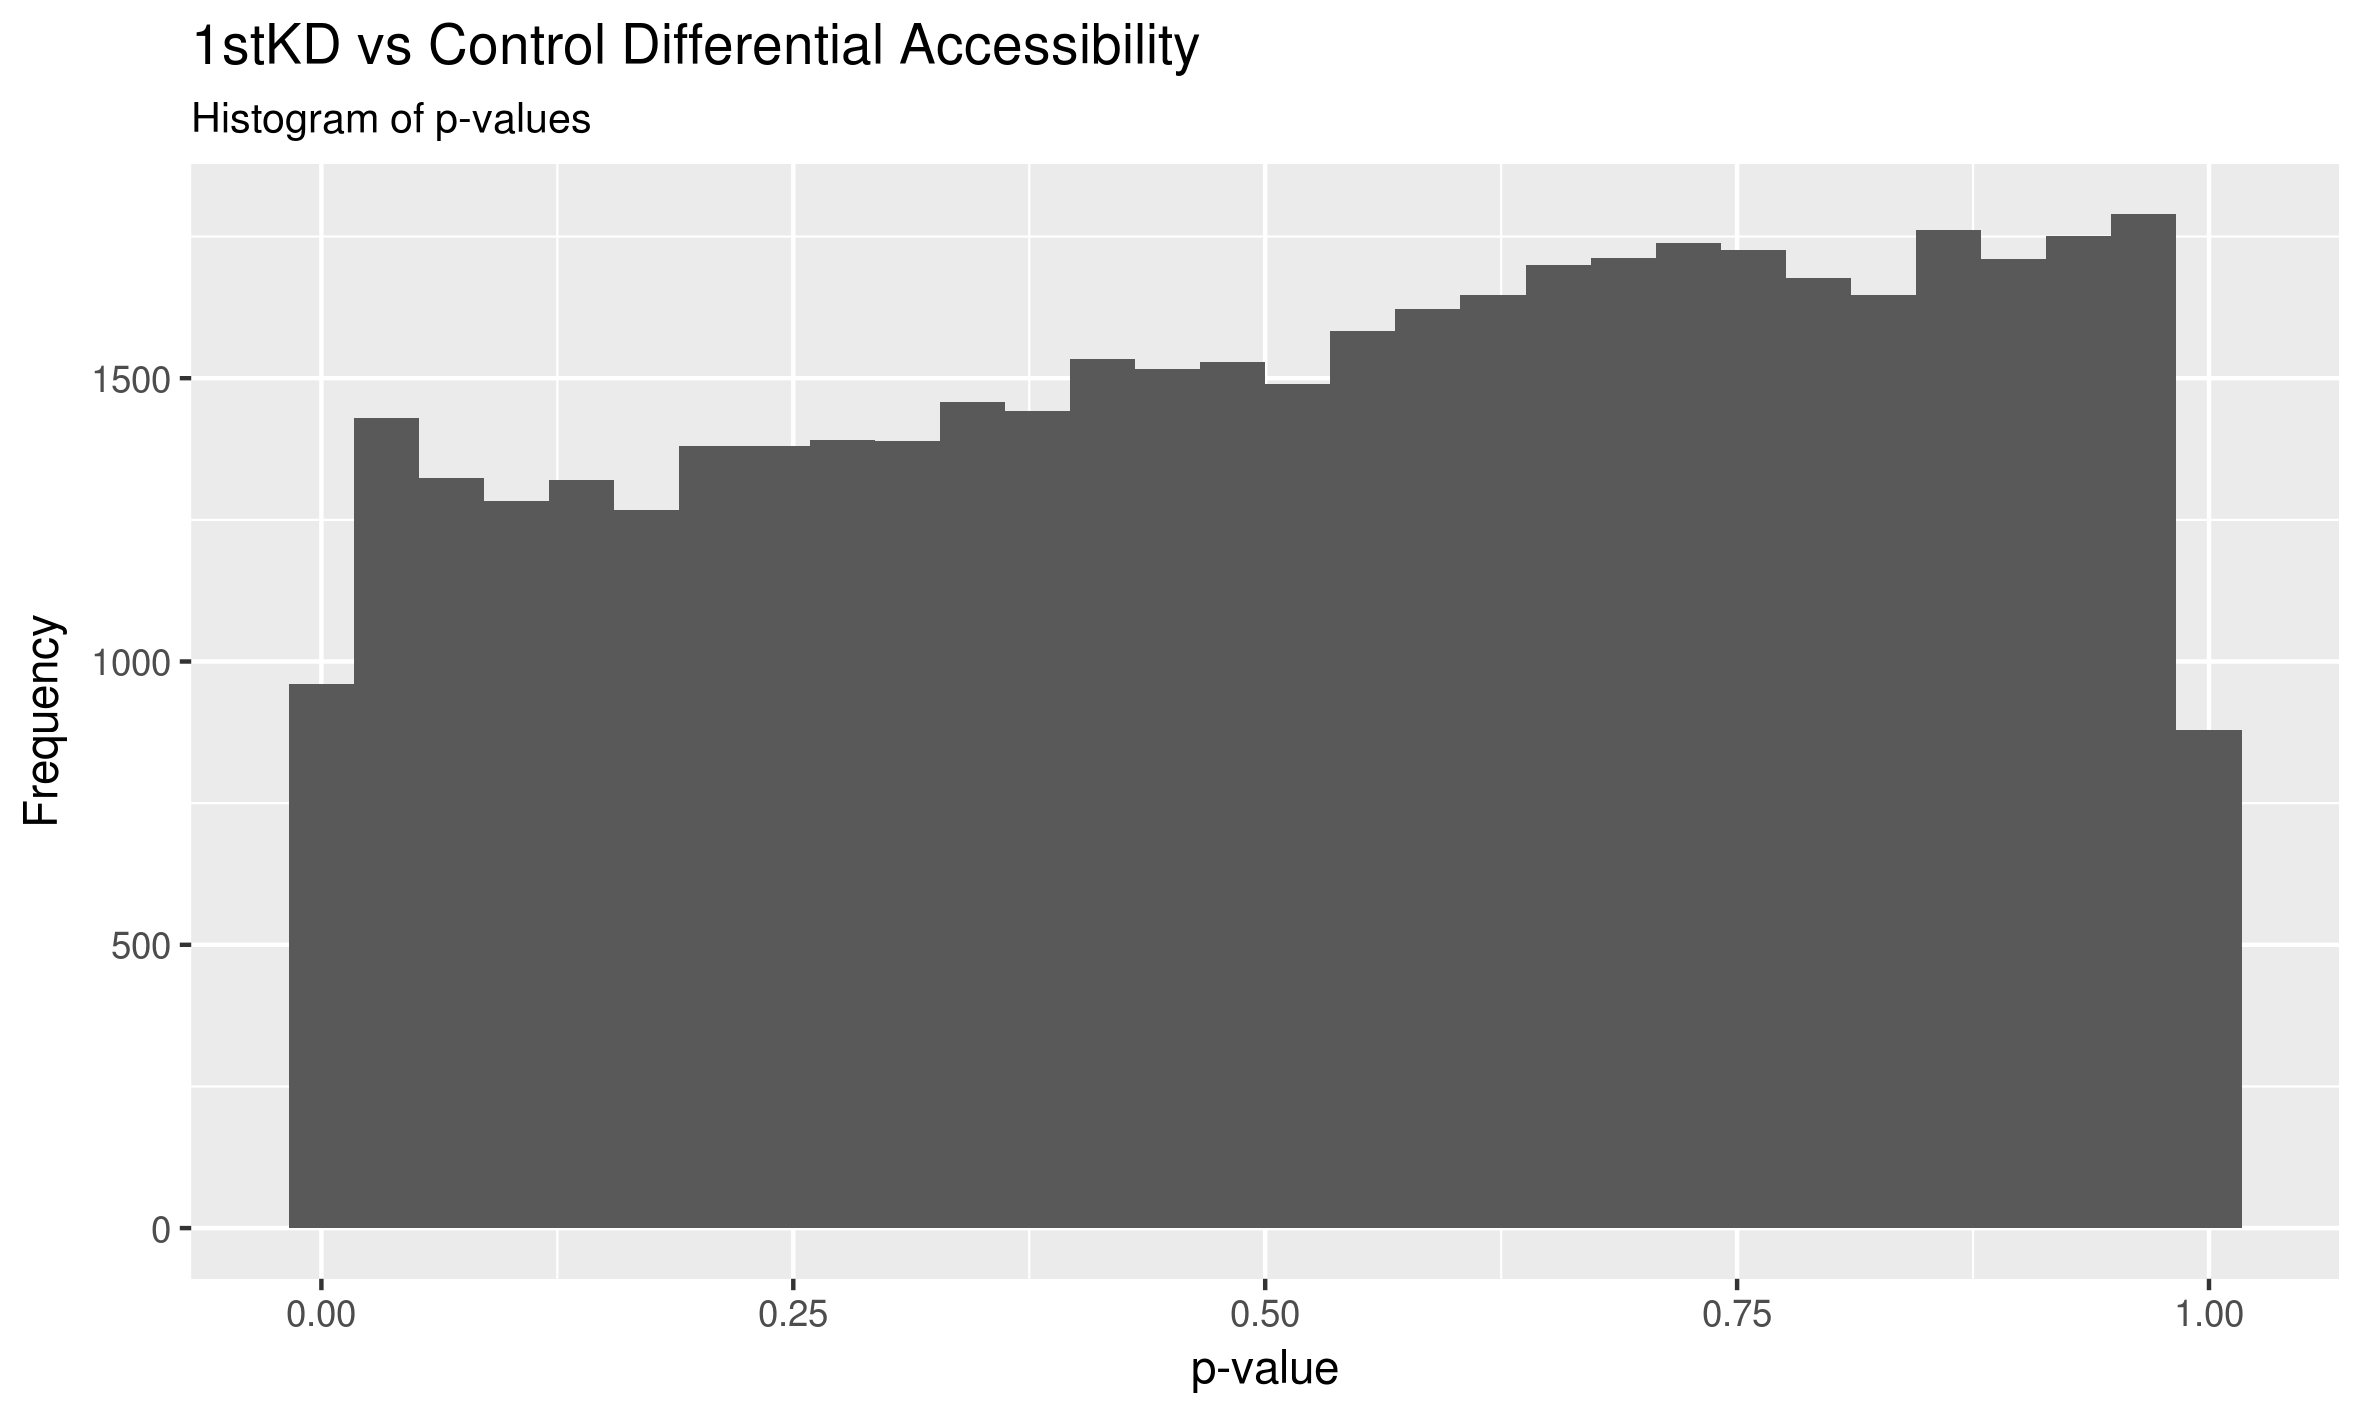 1stKD vs Control Differential Accessibility
Histogram of p-values
Frequency
1500
1000
500
0
0.00 0.25 0.50 0.75 1.00
p-value